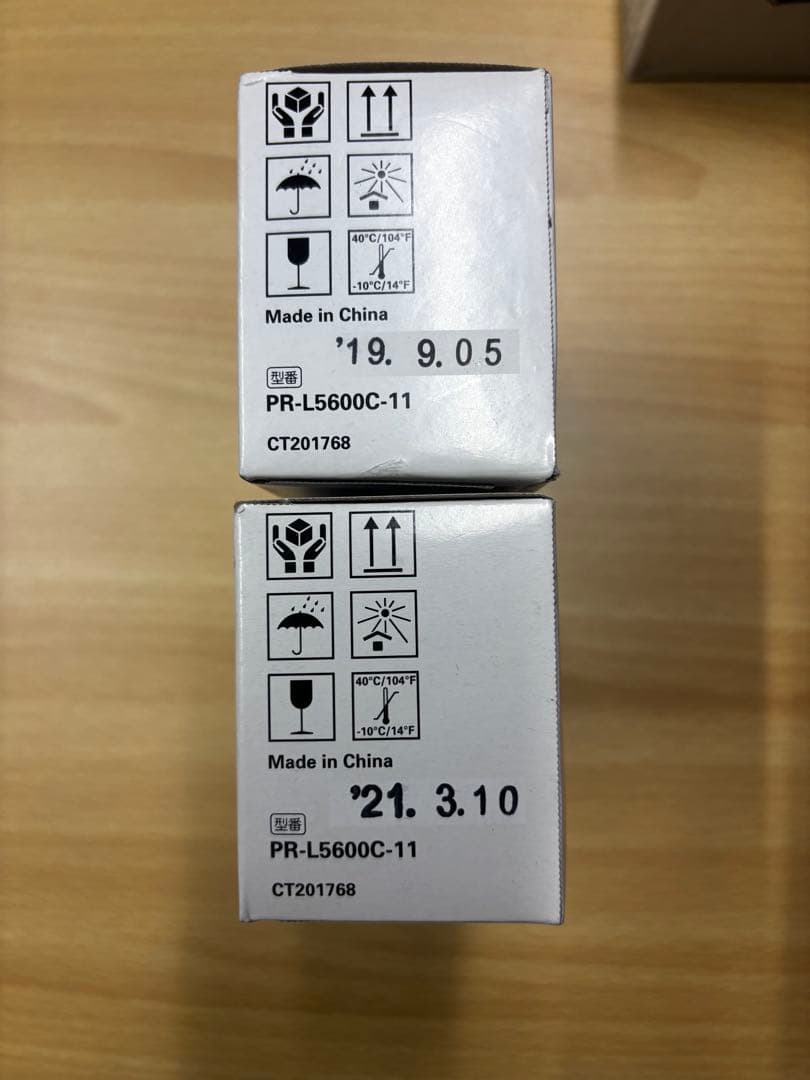 40°C/104°F
-10°C/14°F
Made in China
'19. 9. 05
型番
PR-L5600C-11
CT201768
40°C/104°F
-10°C/14°F
Made in China
'21. 3. 10
型番
PR-L5600C-11
CT201768